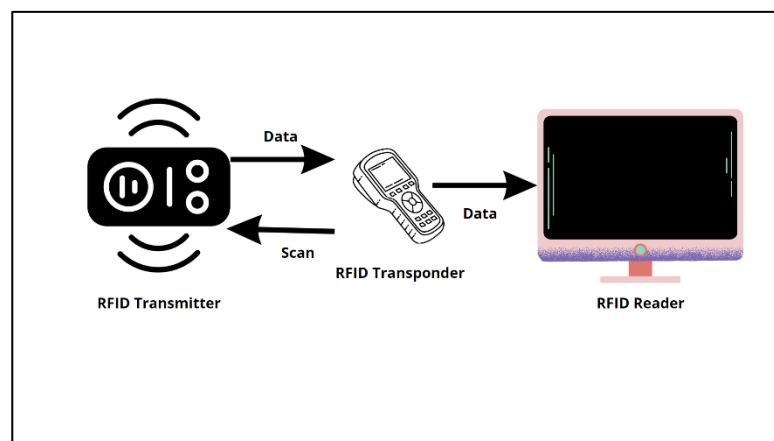 Data
Scan
RFID Transmitter
RFID Transponder
Data
RFID Reader